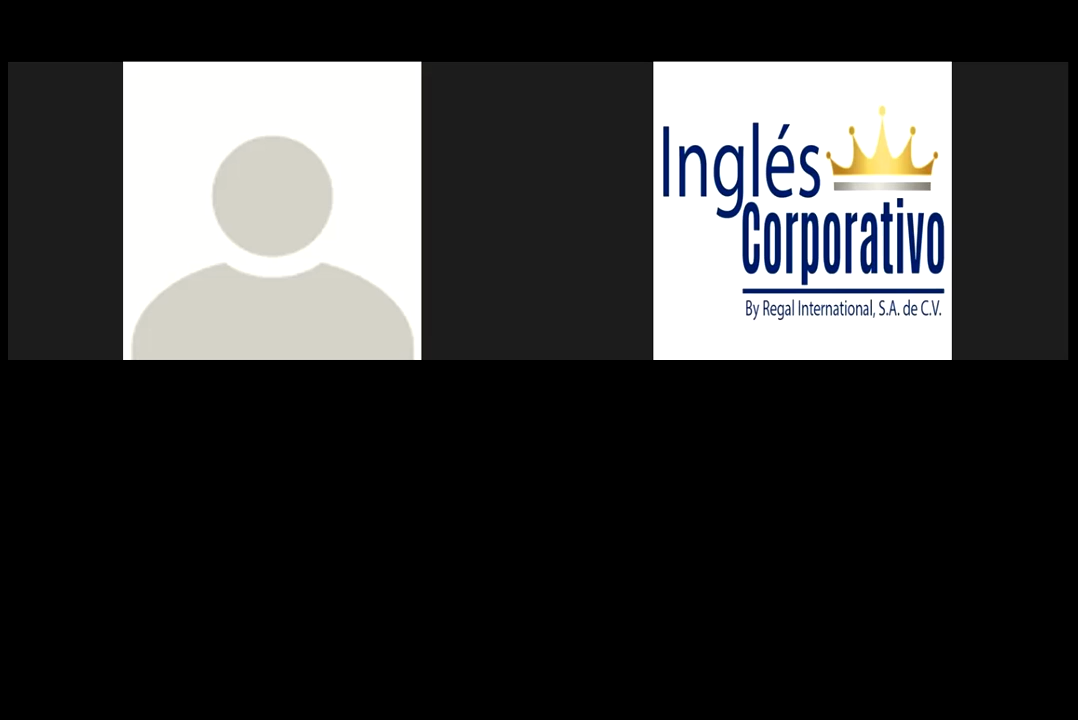 Inglés
Corporativo
By Regal International, S.A. de C.V.